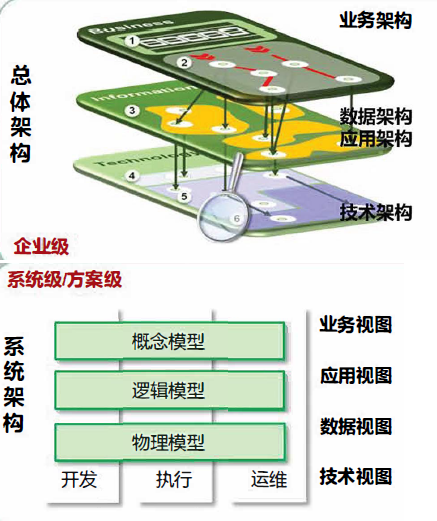 Business
业务架构
1
2
总体架构
Information
3
数据架构
应用架构
Technology
4
5
6
技术架构
企业级
系统级/方案级
系统架构
业务视图
概念模型
应用视图
逻辑模型
数据视图
物理模型
开发
执行
运维
技术视图